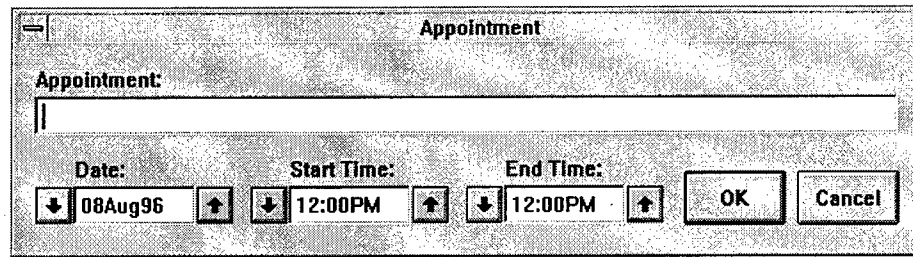 Appointment
Appointment:
Date: Start Time: End Time:
08Aug96 12:00PM 12:00PM OK Cancel